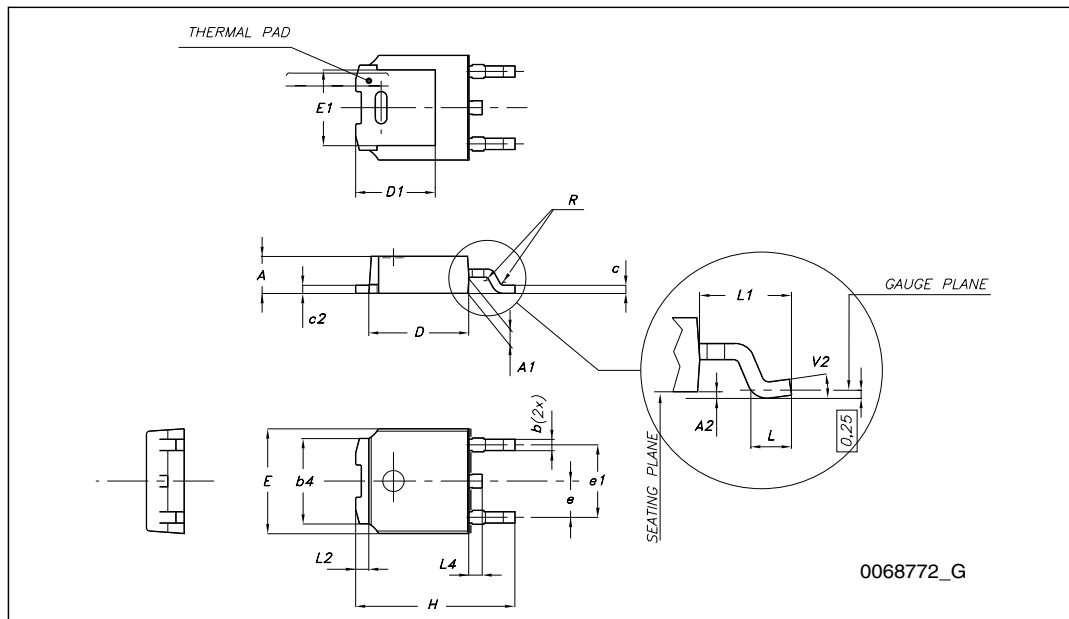 THERMAL PAD
E1
D1
R
A
c2
D
A1
c
L1
GAUGE PLANE
V2
A2
L
0,25
SEATING PLANE
b(2x)
E
b4
e
e1
L2
L4
H
0068772_G